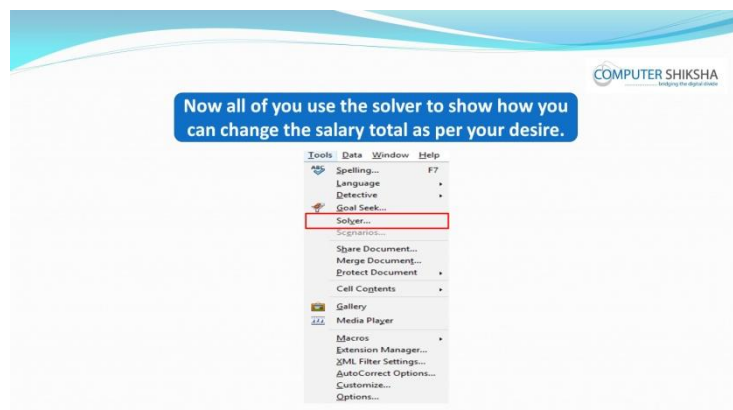 COMPUTER SHIKSHA
bridging the digital divide
Now all of you use the solver to show how you
can change the salary total as per your desire.
Tools Data Window Help
Spelling... F7
Language
Detective
Goal Seek...
Solver...
Scenarios...
Share Document...
Merge Document...
Protect Document
Cell Contents
Gallery
Media Player
Macros
Extension Manager...
XML Filter Settings...
AutoCorrect Options...
Customize...
Options...